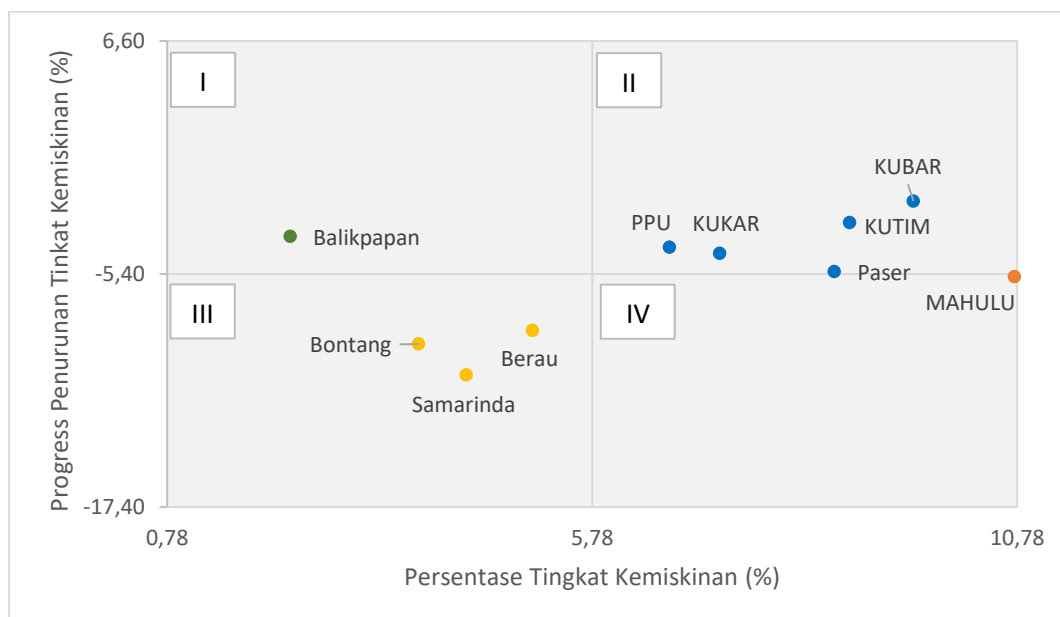 Progress Penurunan Tinkat Kemiskinan (%)
6,60
I
II
KUBAR
PPU
KUKAR
KUTIM
Balikpapan
-5,40
Paser
MAHULU
III
IV
Bontang
Berau
Samarinda
-17,40
0,78
5,78
10,78
Persentase Tingkat Kemiskinan (%)